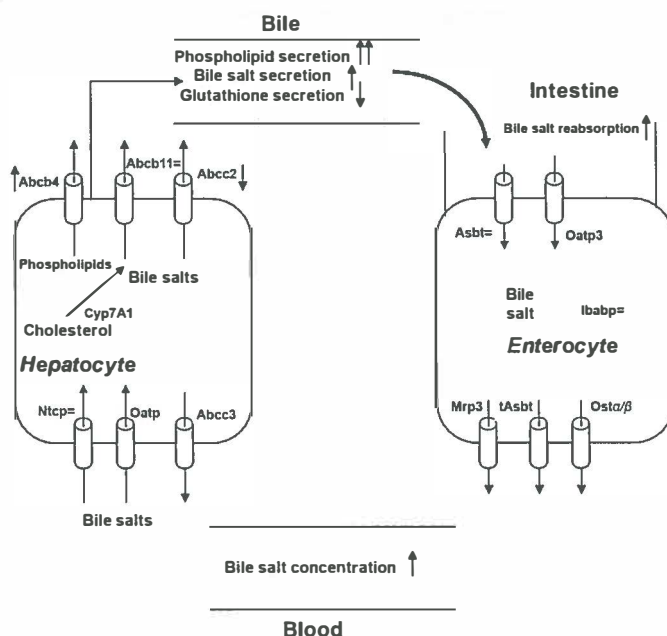 Bile
Phospholipid secretion ↑↑
Bile salt secretion ↑
Glutathione secretion ↓
Intestine
Bile salt reabsorption ↑
↑ Abcb4
Abcb11=
Abcc2 ↓
Asbt=
Oatp3
Phospholipids
Bile salts
Cyp7A1
Cholesterol
Hepatocyte
Bile
salt
Ibabp=
Enterocyte
Ntcp=
Oatp
Abcc3
Mrp3
tAsbt
Ostα/β
Bile salts
Bile salt concentration ↑
Blood